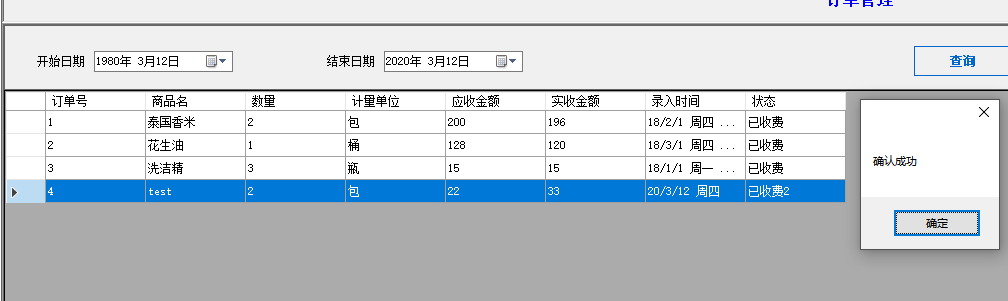 订单管理
开始日期 1980年 3月12日 结束日期 2020年 3月12日 查询
订单号 商品名 数量 计量单位 应收金额 实收金额 录入时间 状态
1 泰国香米 2 包 200 196 18/2/1 周四 ... 已收费
2 花生油 1 桶 128 120 18/3/1 周四 ... 已收费
3 洗洁精 3 瓶 15 15 18/1/1 周一 ... 已收费
4 test 2 包 22 33 20/3/12 周四 已收费2
确认成功
确定